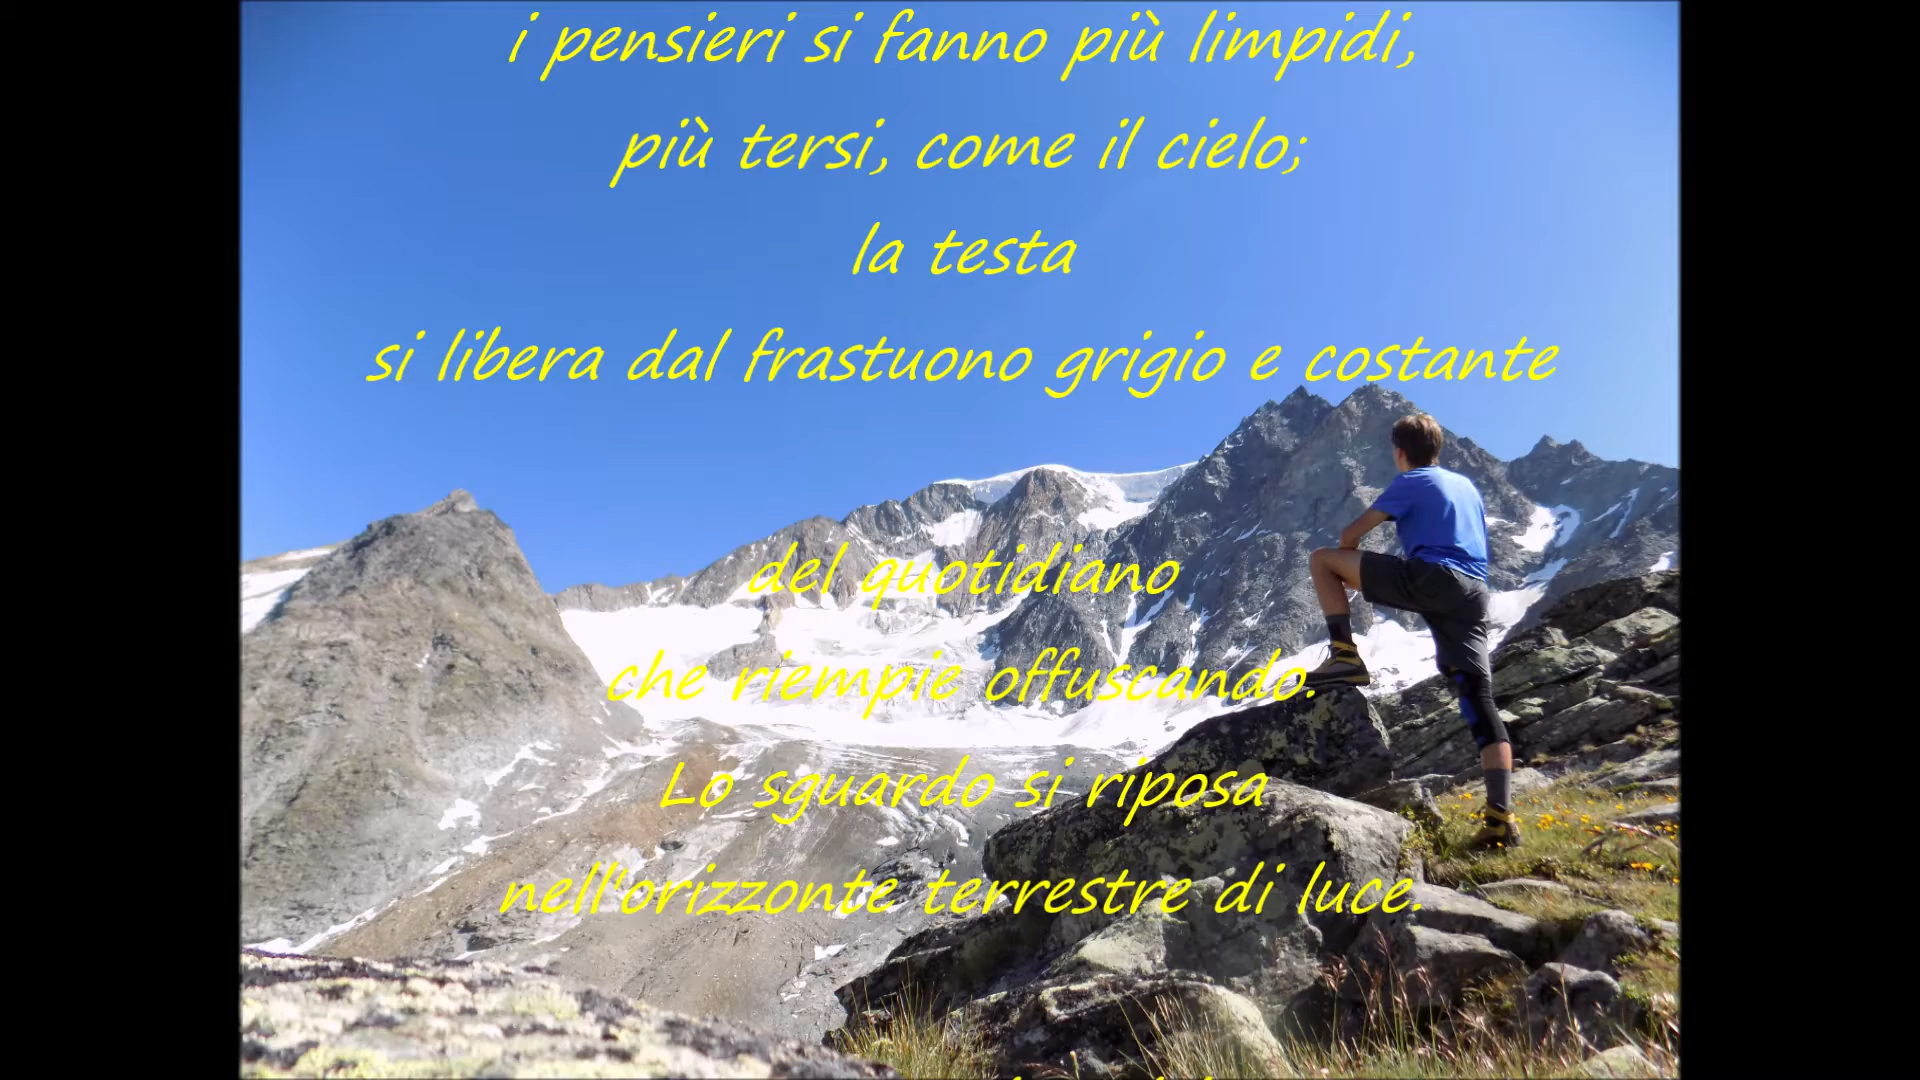 i pensieri si fanno più limpidi,
più tersi, come il cielo;
la testa
si libera dal frastuono grigio e costante
del quotidiano
che riempie offuscando.
Lo sguardo si riposa
nell'orizzonte terrestre di luce.